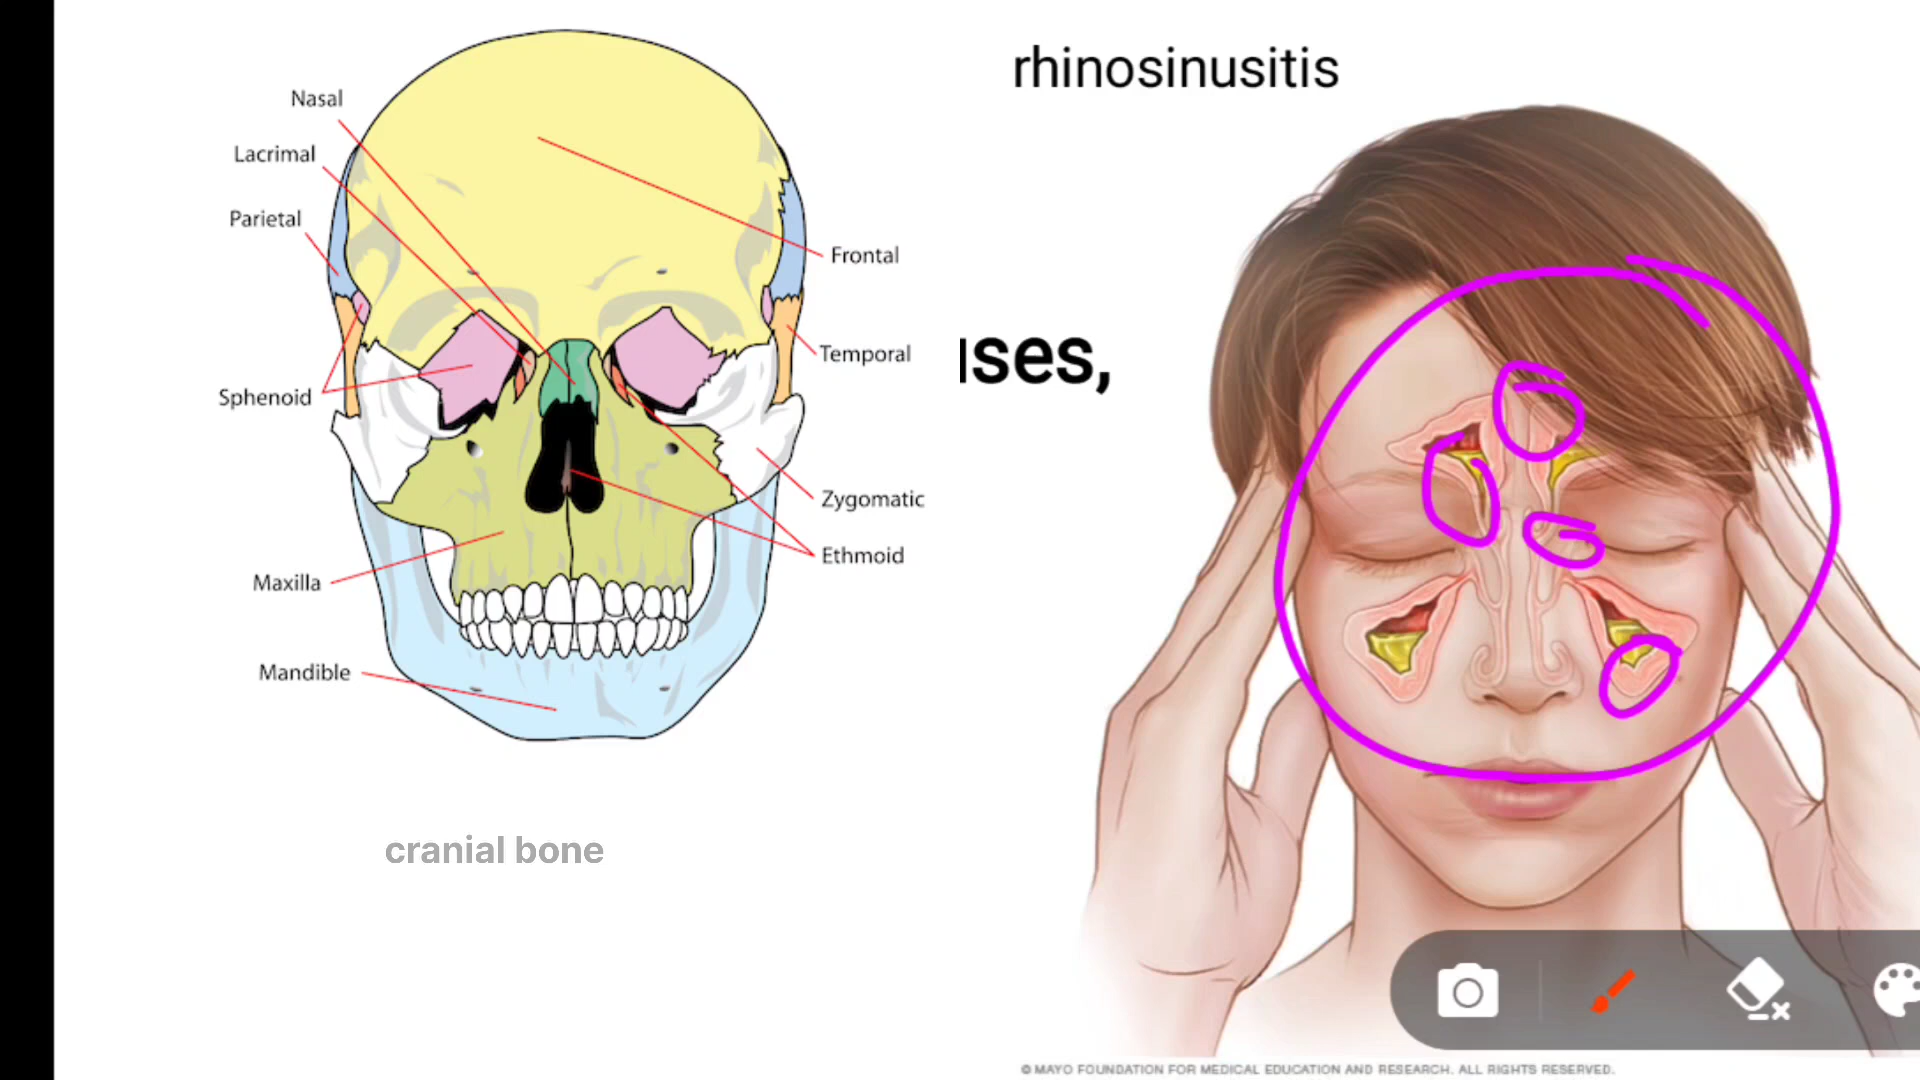 Nasal
Lacrimal
Parietal
Sphenoid
Maxilla
Mandible
Frontal
Temporal
Zygomatic
Ethmoid
cranial bone
rhinosinusitis
ses,
© MAYO FOUNDATION FOR MEDICAL EDUCATION AND RESEARCH. ALL RIGHTS RESERVED.